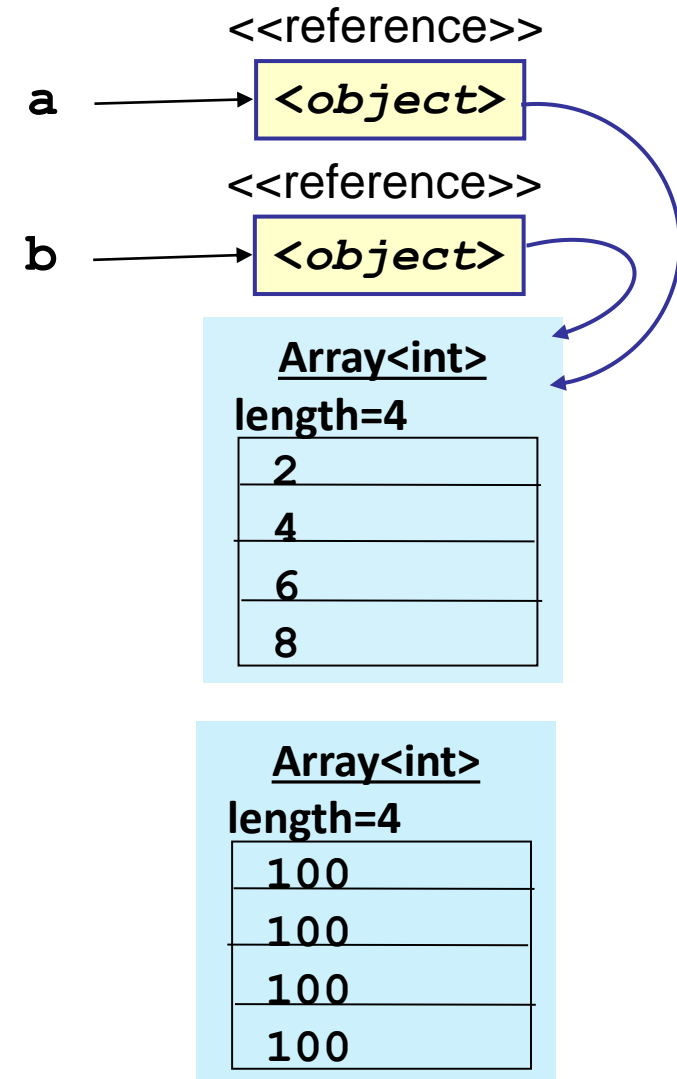 <<reference>>
a <object>
<<reference>>
b <object>
Array<int>
length=4
2
4
6
8
Array<int>
length=4
100
100
100
100